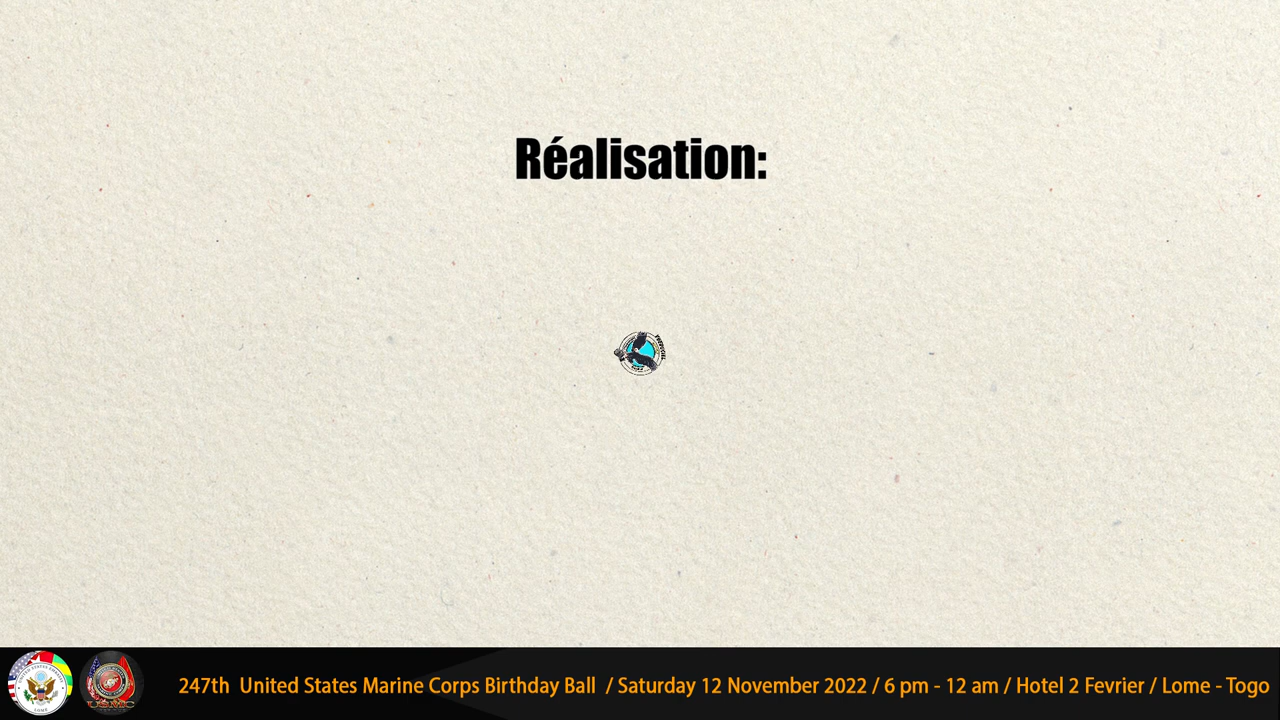 Réalisation:
247th United States Marine Corps Birthday Ball / Saturday 12 November 2022 / 6 pm - 12 am / Hotel 2 Fevrier / Lome - Togo